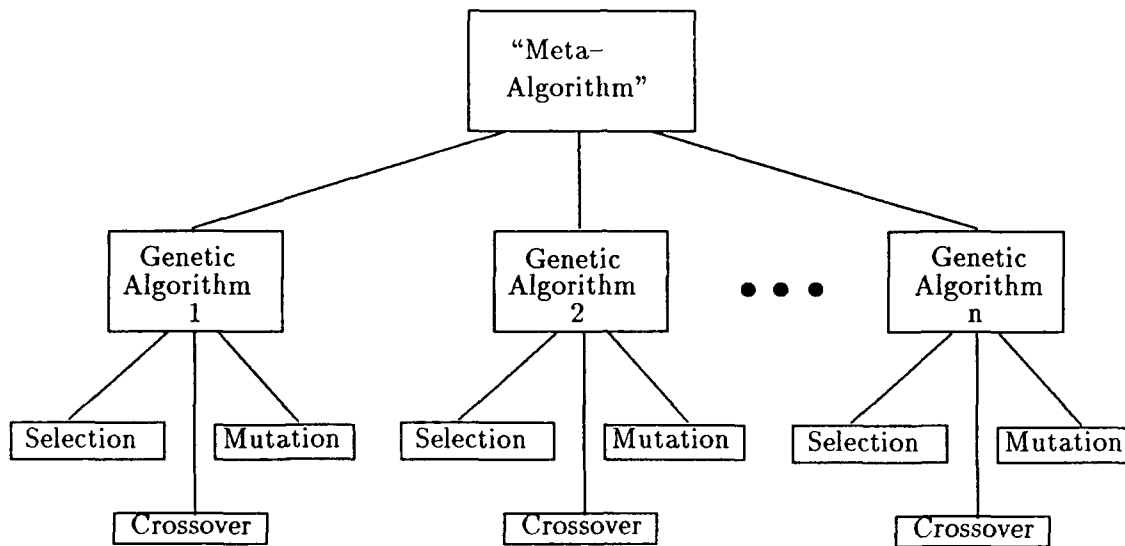 “Meta–
Algorithm”
Genetic
Algorithm
1
Genetic
Algorithm
2
Genetic
Algorithm
n
Selection
Mutation
Selection
Mutation
Selection
Mutation
Crossover
Crossover
Crossover